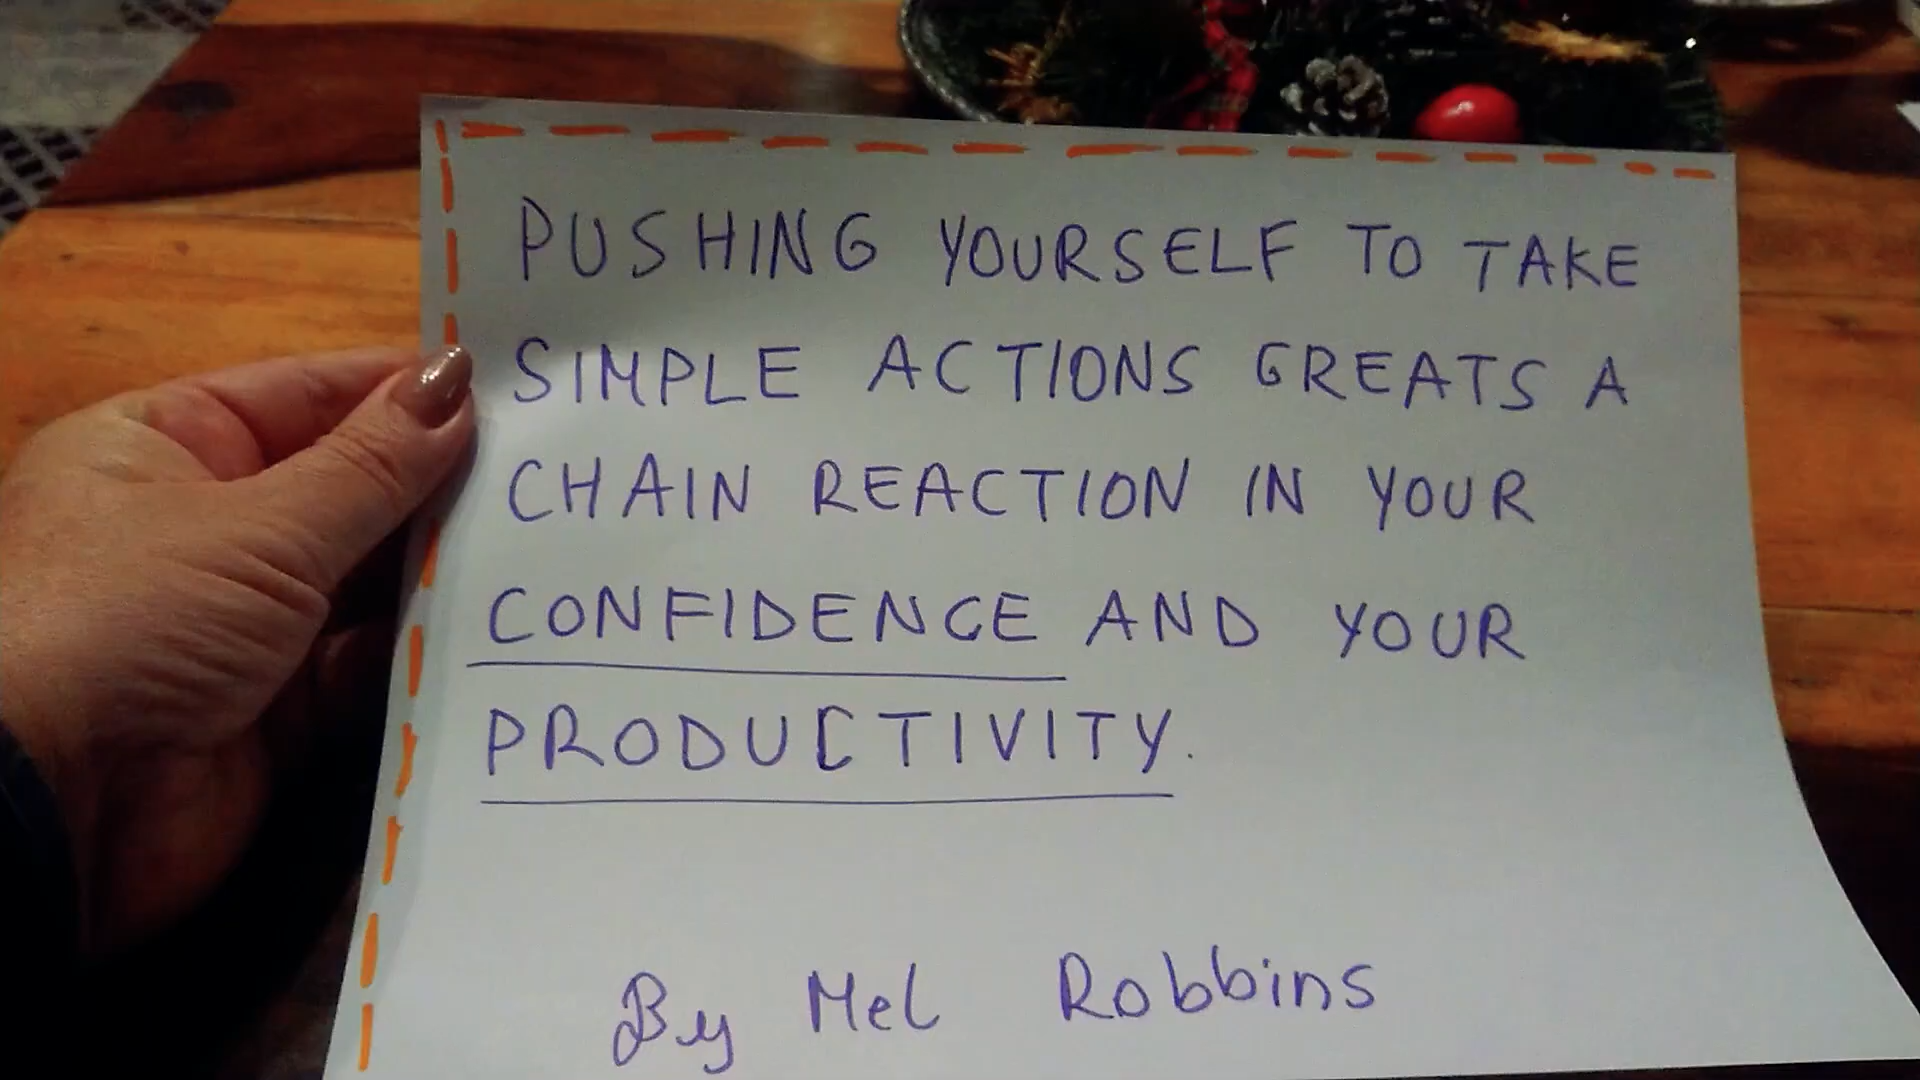 PUSHING YOURSELF TO TAKE
SIMPLE ACTIONS GREATS A
CHAIN REACTION IN YOUR
CONFIDENCE AND YOUR
PRODUCTIVITY.
By Mel Robbins